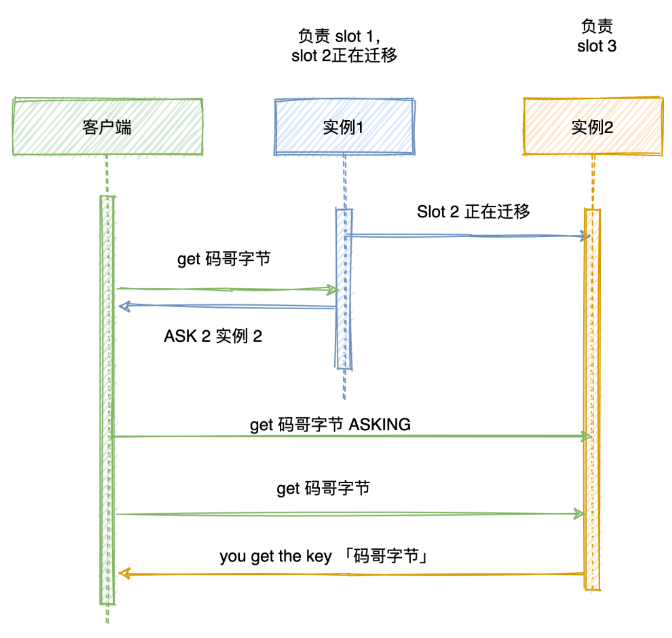 负责 slot 1，
slot 2正在迁移
负责
slot 3
客户端
实例1
实例2
Slot 2 正在迁移
get 码哥字节
ASK 2 实例 2
get 码哥字节 ASKING
get 码哥字节
you get the key 「码哥字节」